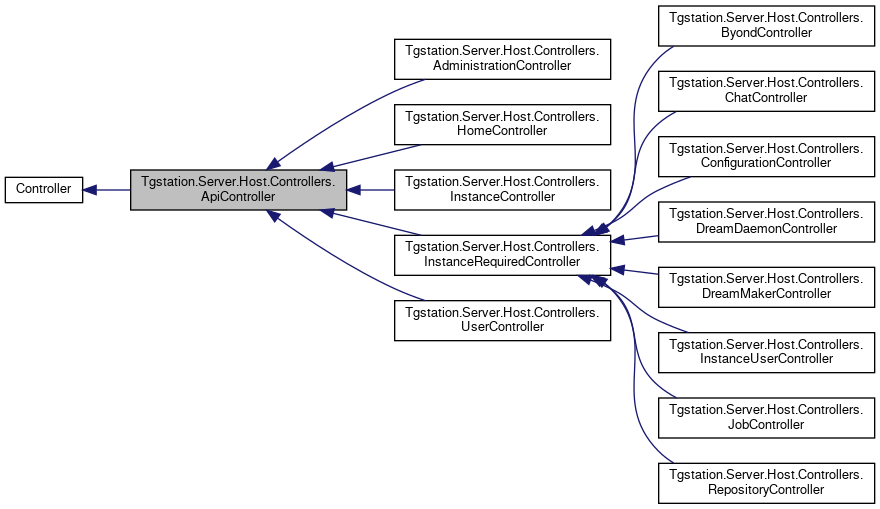 Controller
Tgstation.Server.Host.Controllers.
ApiController
Tgstation.Server.Host.Controllers.
AdministrationController
Tgstation.Server.Host.Controllers.
HomeController
Tgstation.Server.Host.Controllers.
InstanceController
Tgstation.Server.Host.Controllers.
InstanceRequiredController
Tgstation.Server.Host.Controllers.
UserController
Tgstation.Server.Host.Controllers.
ByondController
Tgstation.Server.Host.Controllers.
ChatController
Tgstation.Server.Host.Controllers.
ConfigurationController
Tgstation.Server.Host.Controllers.
DreamDaemonController
Tgstation.Server.Host.Controllers.
DreamMakerController
Tgstation.Server.Host.Controllers.
InstanceUserController
Tgstation.Server.Host.Controllers.
JobController
Tgstation.Server.Host.Controllers.
RepositoryController